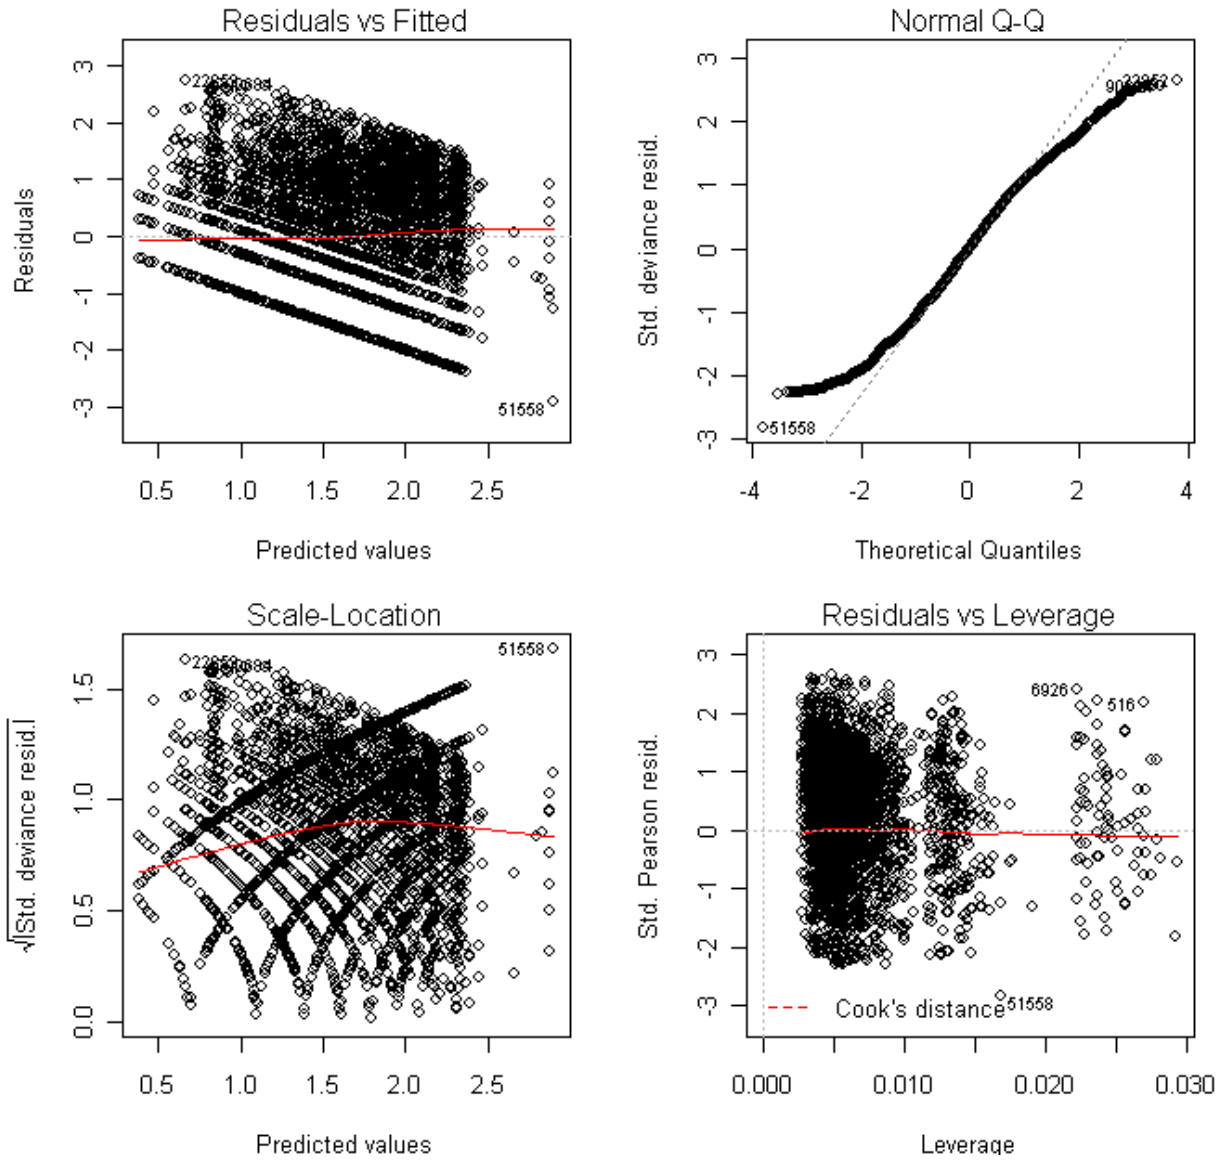 Residuals vs Fitted
Residuals
3
2
1
0
-1
-2
-3
51558
0.5 1.0 1.5 2.0 2.5
Predicted values
Normal Q-Q
Std. deviance resid.
3
2
1
0
-1
-2
-3
51558
-4 -2 0 2 4
Theoretical Quantiles
Scale-Location
√|Std. deviance resid.|
1.5
1.0
0.5
0.0
51558
0.5 1.0 1.5 2.0 2.5
Predicted values
Residuals vs Leverage
Std. Pearson resid.
3
2
1
0
-1
-2
-3
6926
516
Cook's distance
51558
0.000 0.010 0.020 0.030
Leverage